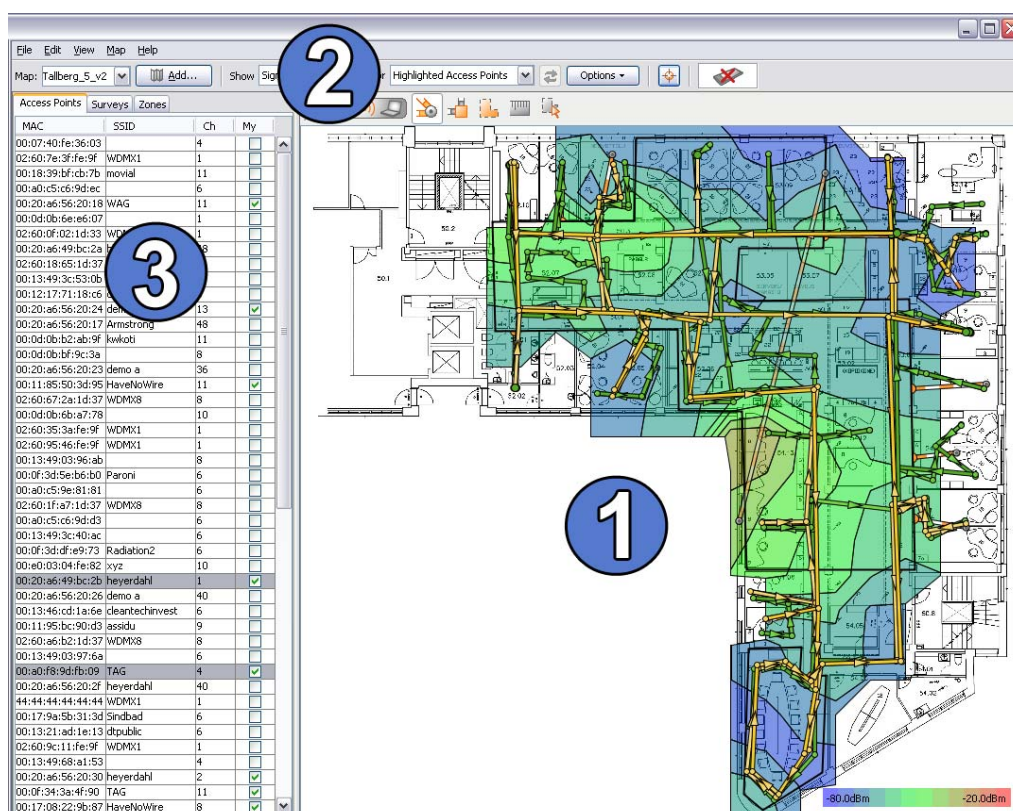 File Edit View Map Help
Map: Tallberg_5_v2 Add... Show Highlighted Access Points Options
2
Access Points Surveys Zones
MAC SSID Ch My
00:07:40:fe:36:03 4
02:60:7e:3f:fe:9f WDMX1 1
00:18:39:bf:cb:7b movial 11
00:a0:c5:c6:9d:ec 6
00:20:a6:56:20:18 WAG 11
00:0d:0b:6e:e6:07 1
02:60:0f:02:1d:33 1
00:20:a6:49:bc:2a
02:60:18:65:1d:37
00:13:49:3c:53:0b
00:12:17:71:18:c6
00:20:a6:56:20:24 13
00:20:a6:56:20:17 Armstrong 48
00:0d:0b:b2:ab:9f kwkoti 11
00:0d:0b:bf:9c:3a 8
00:20:a6:56:20:23 demo a 36
00:11:85:50:3d:95 HaveNoWire 11
02:60:67:2a:1d:37 WDMX8 8
00:0d:0b:6b:a7:78 10
02:60:35:3a:fe:9f WDMX1 1
02:60:95:46:fe:9f WDMX1 1
00:13:49:03:96:ab 8
00:0f:3d:5e:b6:b0 Paroni 6
00:a0:c5:9e:81:81 6
02:60:1f:a7:1d:37 WDMX8 8
00:a0:c5:c6:9d:d3 6
00:13:49:3c:40:ac 6
00:0f:3d:df:e9:73 Radiation2 6
00:e0:03:04:fe:82 xyz 10
00:20:a6:49:bc:2b heyerdahl 1
00:20:a6:56:20:26 demo a 40
00:13:46:cd:1a:6e cleantechinvest 6
00:11:95:bc:90:d3 assidu 9
02:60:a6:b2:1d:37 WDMX8 8
00:13:49:03:97:6a 6
00:a0:f8:9d:fb:09 TAG 4
00:20:a6:56:20:2f heyerdahl 40
44:44:44:44:44:44 WDMX1 1
00:17:9a:5b:31:3d Sindbad 6
00:13:21:ad:1e:13 dtpublic 6
02:60:9c:11:fe:9f WDMX1 1
00:13:49:68:a1:53 4
00:20:a6:56:20:30 heyerdahl 2
00:0f:34:3a:4f:90 TAG 11
00:17:08:22:9b:87 HaveNoWire 8
3
1
50.2
50.1
52.07
53.05
53.07
52.02
54.05
50.8
54.02
-80.0dBm -20.0dBm